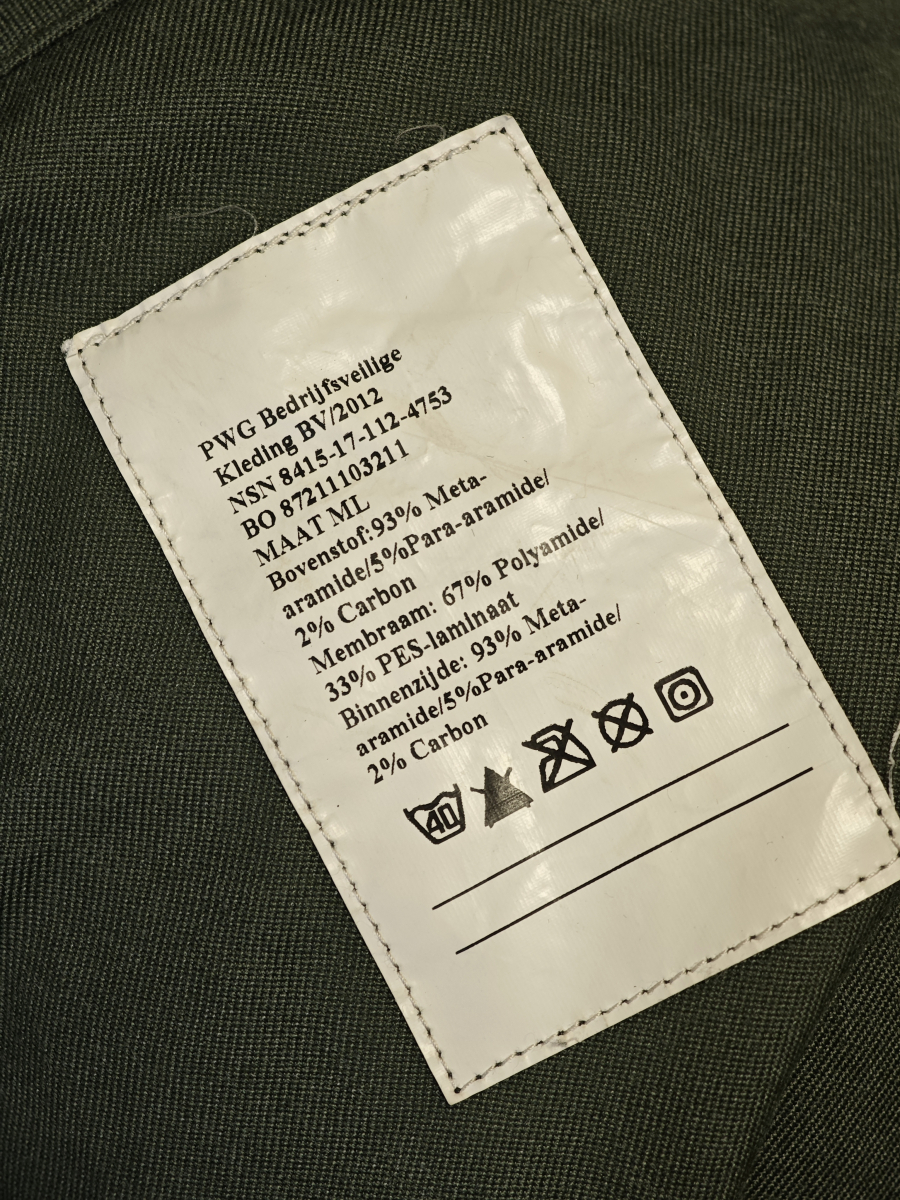 PWG Bedrijfsveilige
Kleding BV/2012
NSN 8415-17-112-4753
BO 87211103211
MAAT ML
Bovenstof:93% Meta-
aramide/5%Para-aramide/
2% Carbon
Membraam: 67% Polyamide/
33% PES-laminaat
Binnenzijde: 93% Meta-
aramide/5%Para-aramide/
2% Carbon
40